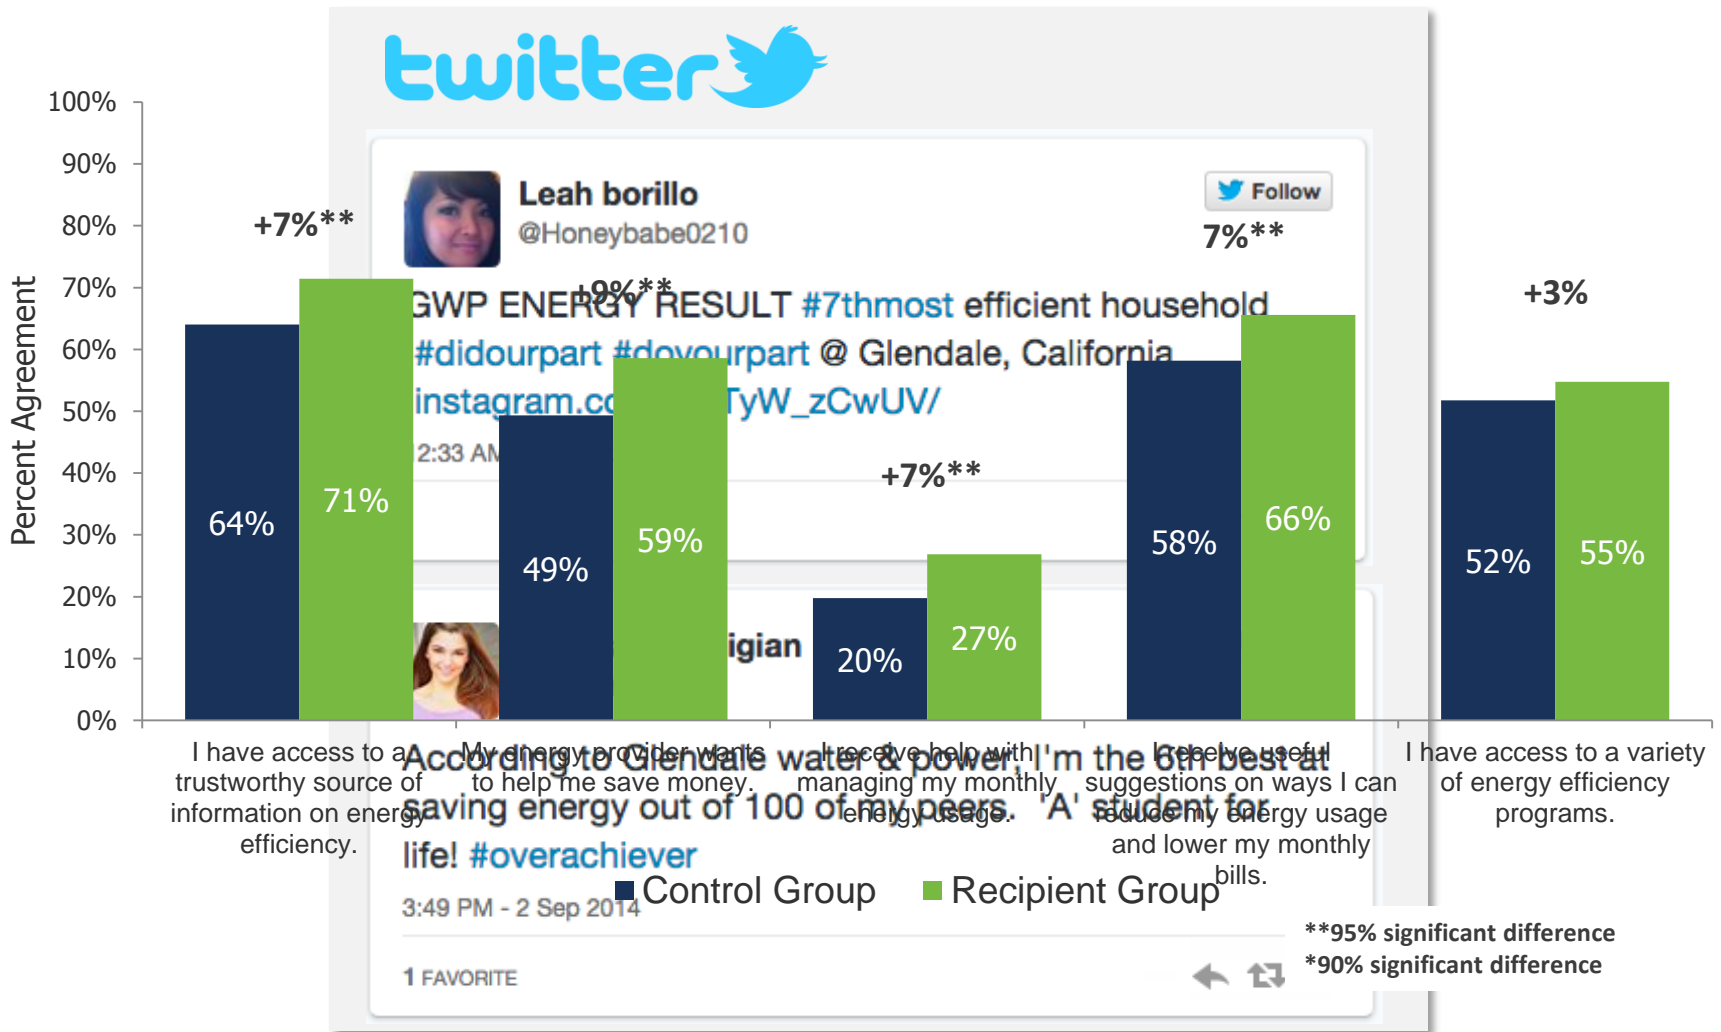 twitter
100%
90%
80%
70%
60%
50%
40%
30%
20%
10%
0%
Percent Agreement
Leah borillo
@Honeybabe0210
Follow
+7%**
+9%**
+7%**
7%**
+3%
GWP ENERGY RESULT #7thmost efficient household
#didourpart #doyourpart @ Glendale, California
instagram.co TyW_zCwUV/
2:33 AM
64%
71%
49%
59%
20%
27%
58%
66%
52%
55%
igian
I have access to a
trustworthy source of
information on energy
efficiency.
My energy provider wants
to help me save money.
I receive help with
managing my monthly
energy usage.
I receive useful
suggestions on ways I can
reduce my energy usage
and lower my monthly
bills.
I have access to a variety
of energy efficiency
programs.
According to Glendale water & power, I'm the 6th best at
saving energy out of 100 of my peers. 'A' student for
life! #overachiever
Control Group
Recipient Group
3:49 PM - 2 Sep 2014
1 FAVORITE
**95% significant difference
*90% significant difference